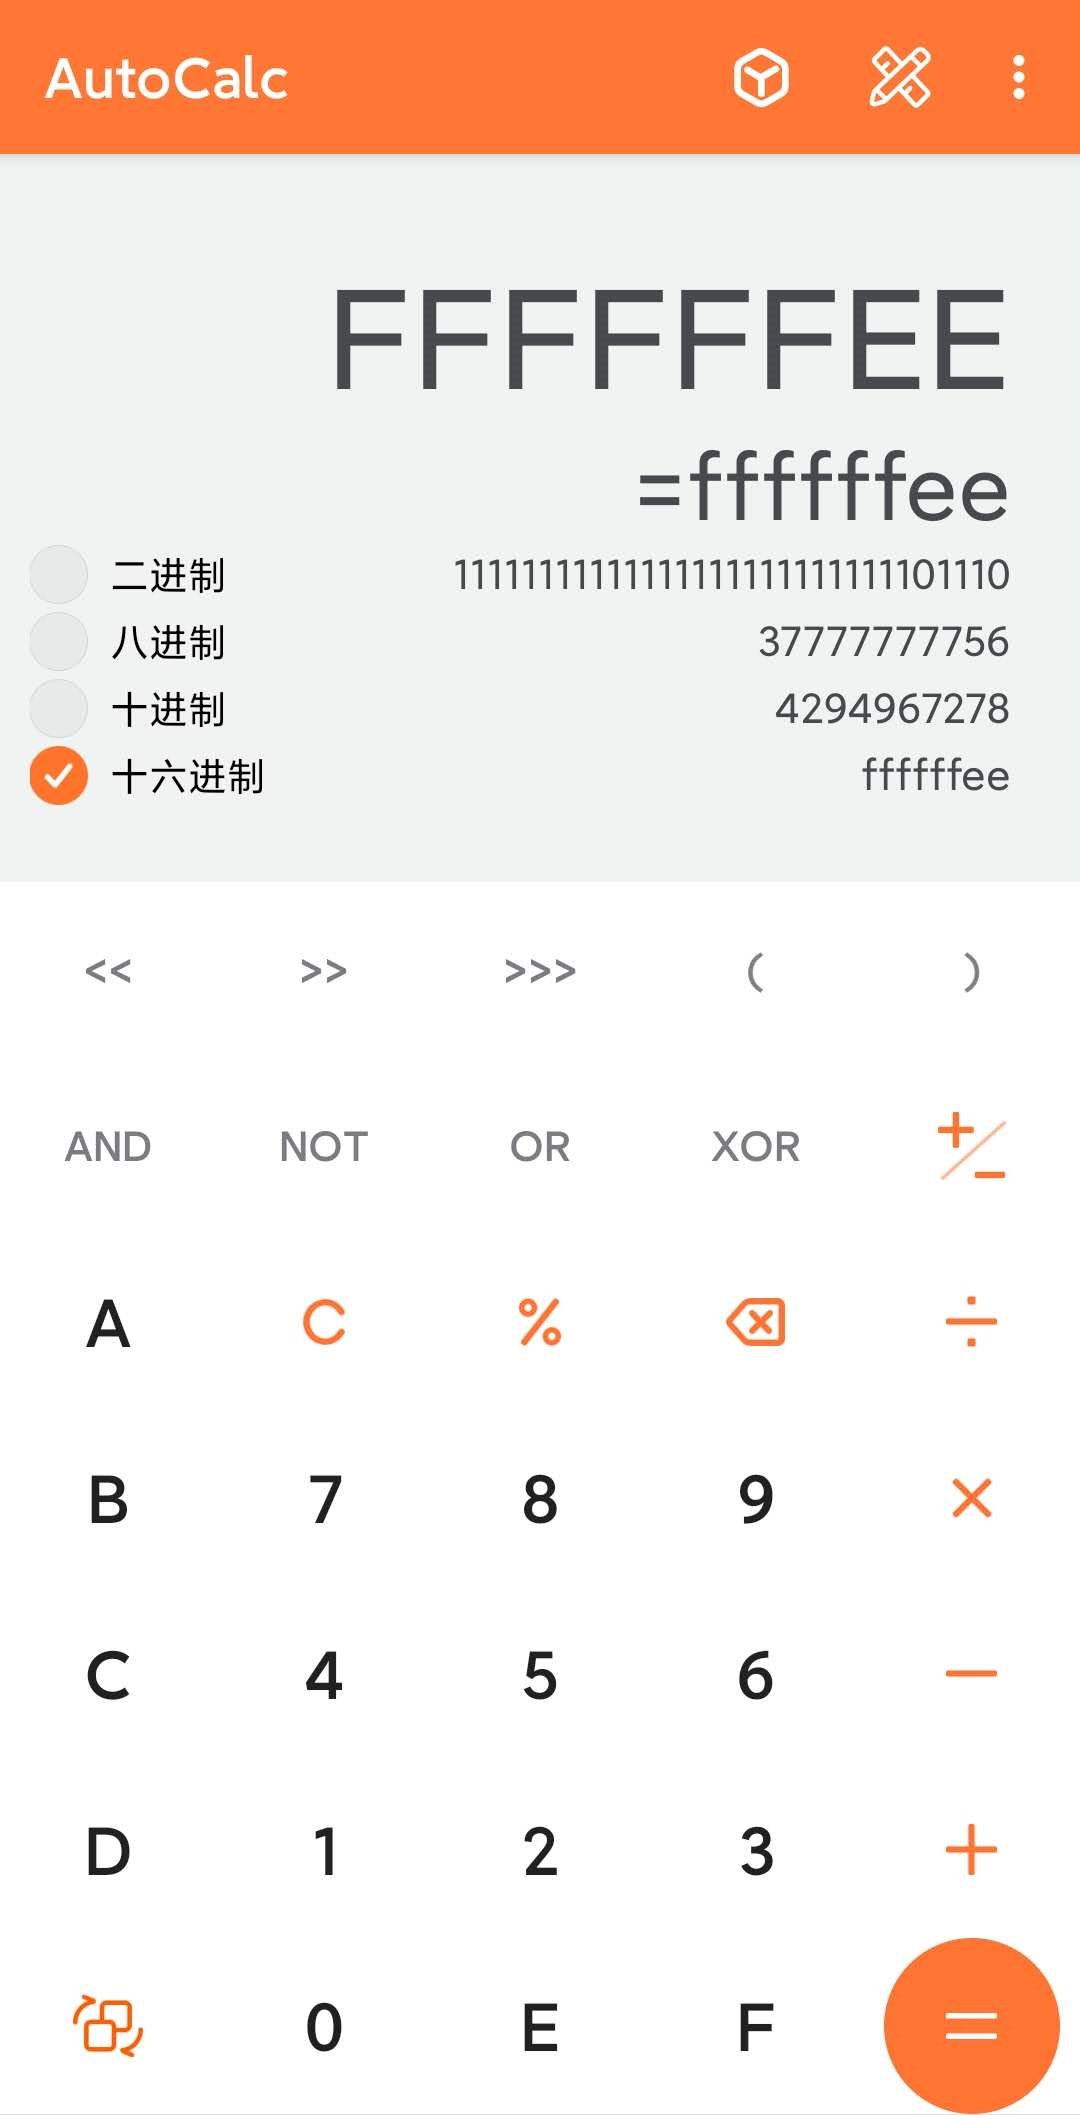 AutoCalc
FFFFFFEE
=ffffffee
二进制 11111111111111111111111111101110
八进制 37777777756
十进制 4294967278
十六进制 ffffffee
<< >> >>> ( )
AND NOT OR XOR +/−
A C % ÷
B 7 8 9 ×
C 4 5 6 −
D 1 2 3 +
0 E F =